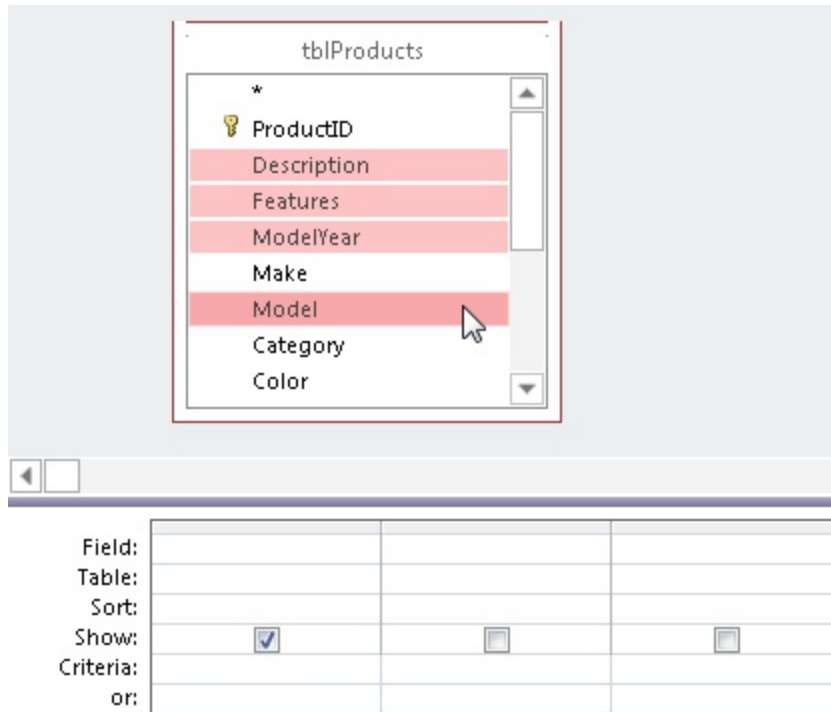 tblProducts
*
ProductID
Description
Features
ModelYear
Make
Model
Category
Color
Field:
Table:
Sort:
Show:
Criteria:
or: